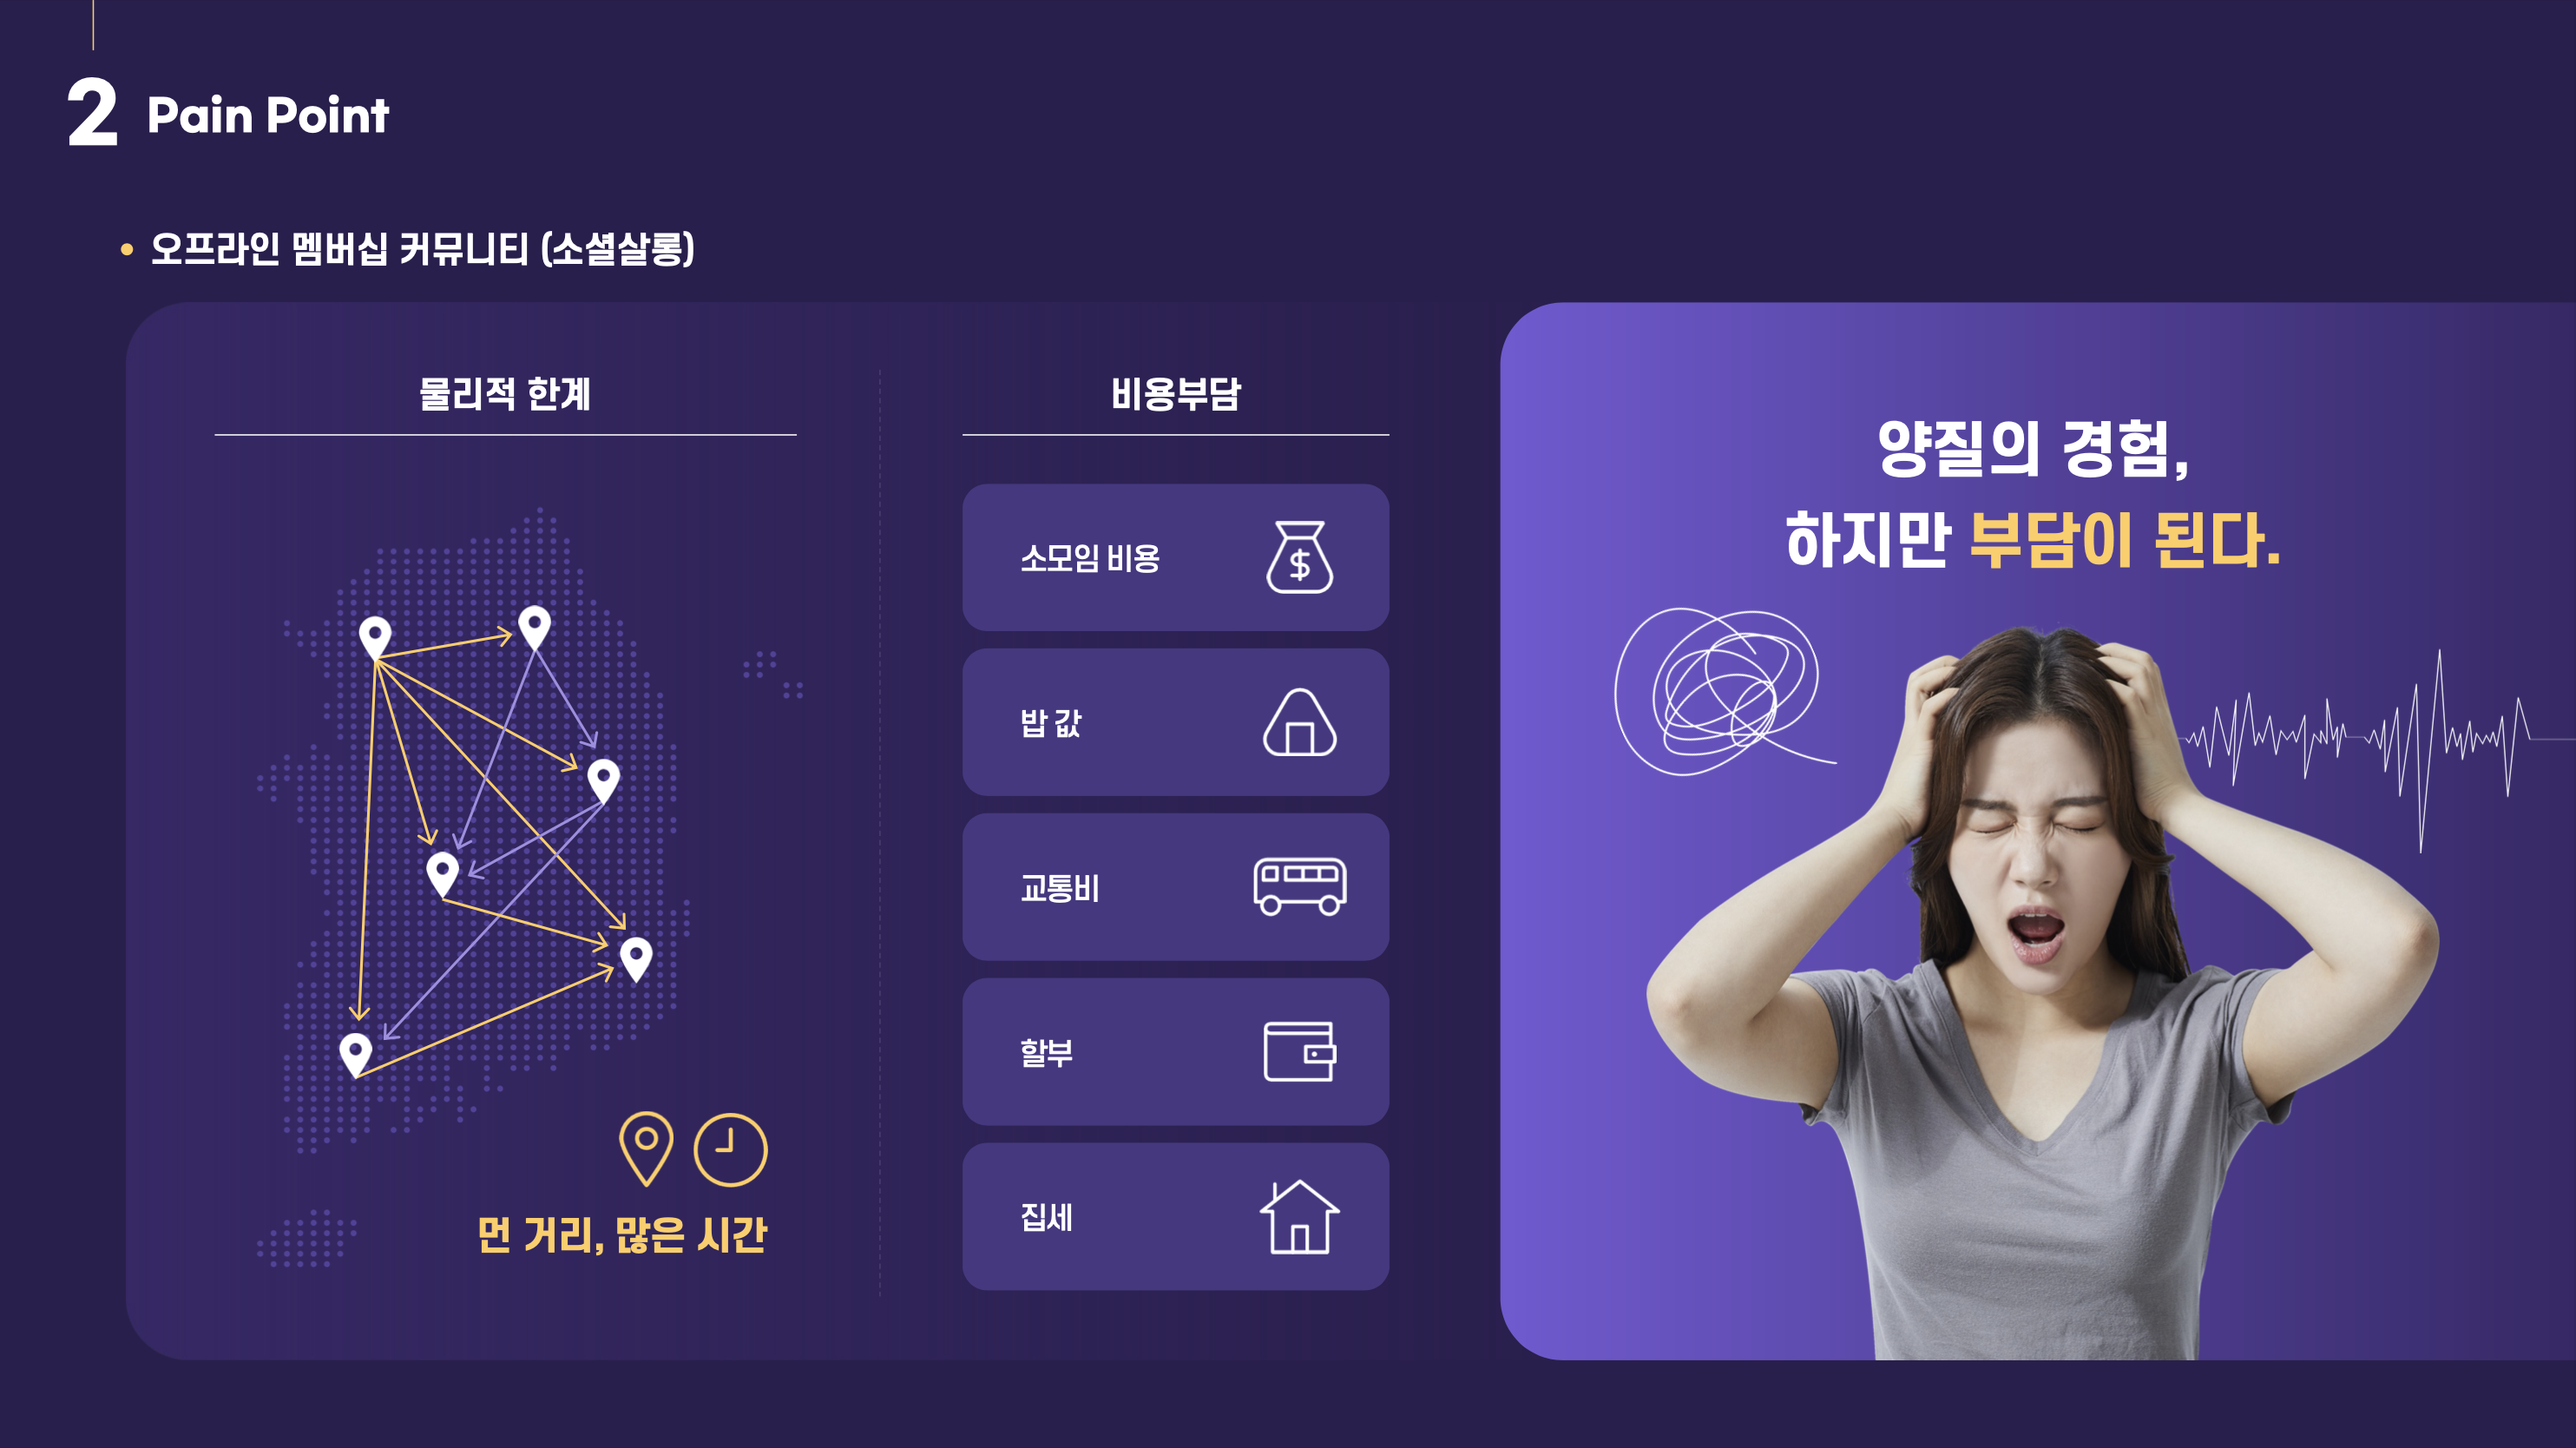 2 Pain Point
• 오프라인 멤버십 커뮤니티 (소셜살롱)
물리적 한계
먼 거리, 많은 시간
비용부담
소모임 비용
$
밥 값
교통비
할부
집세
양질의 경험,
하지만 부담이 된다.